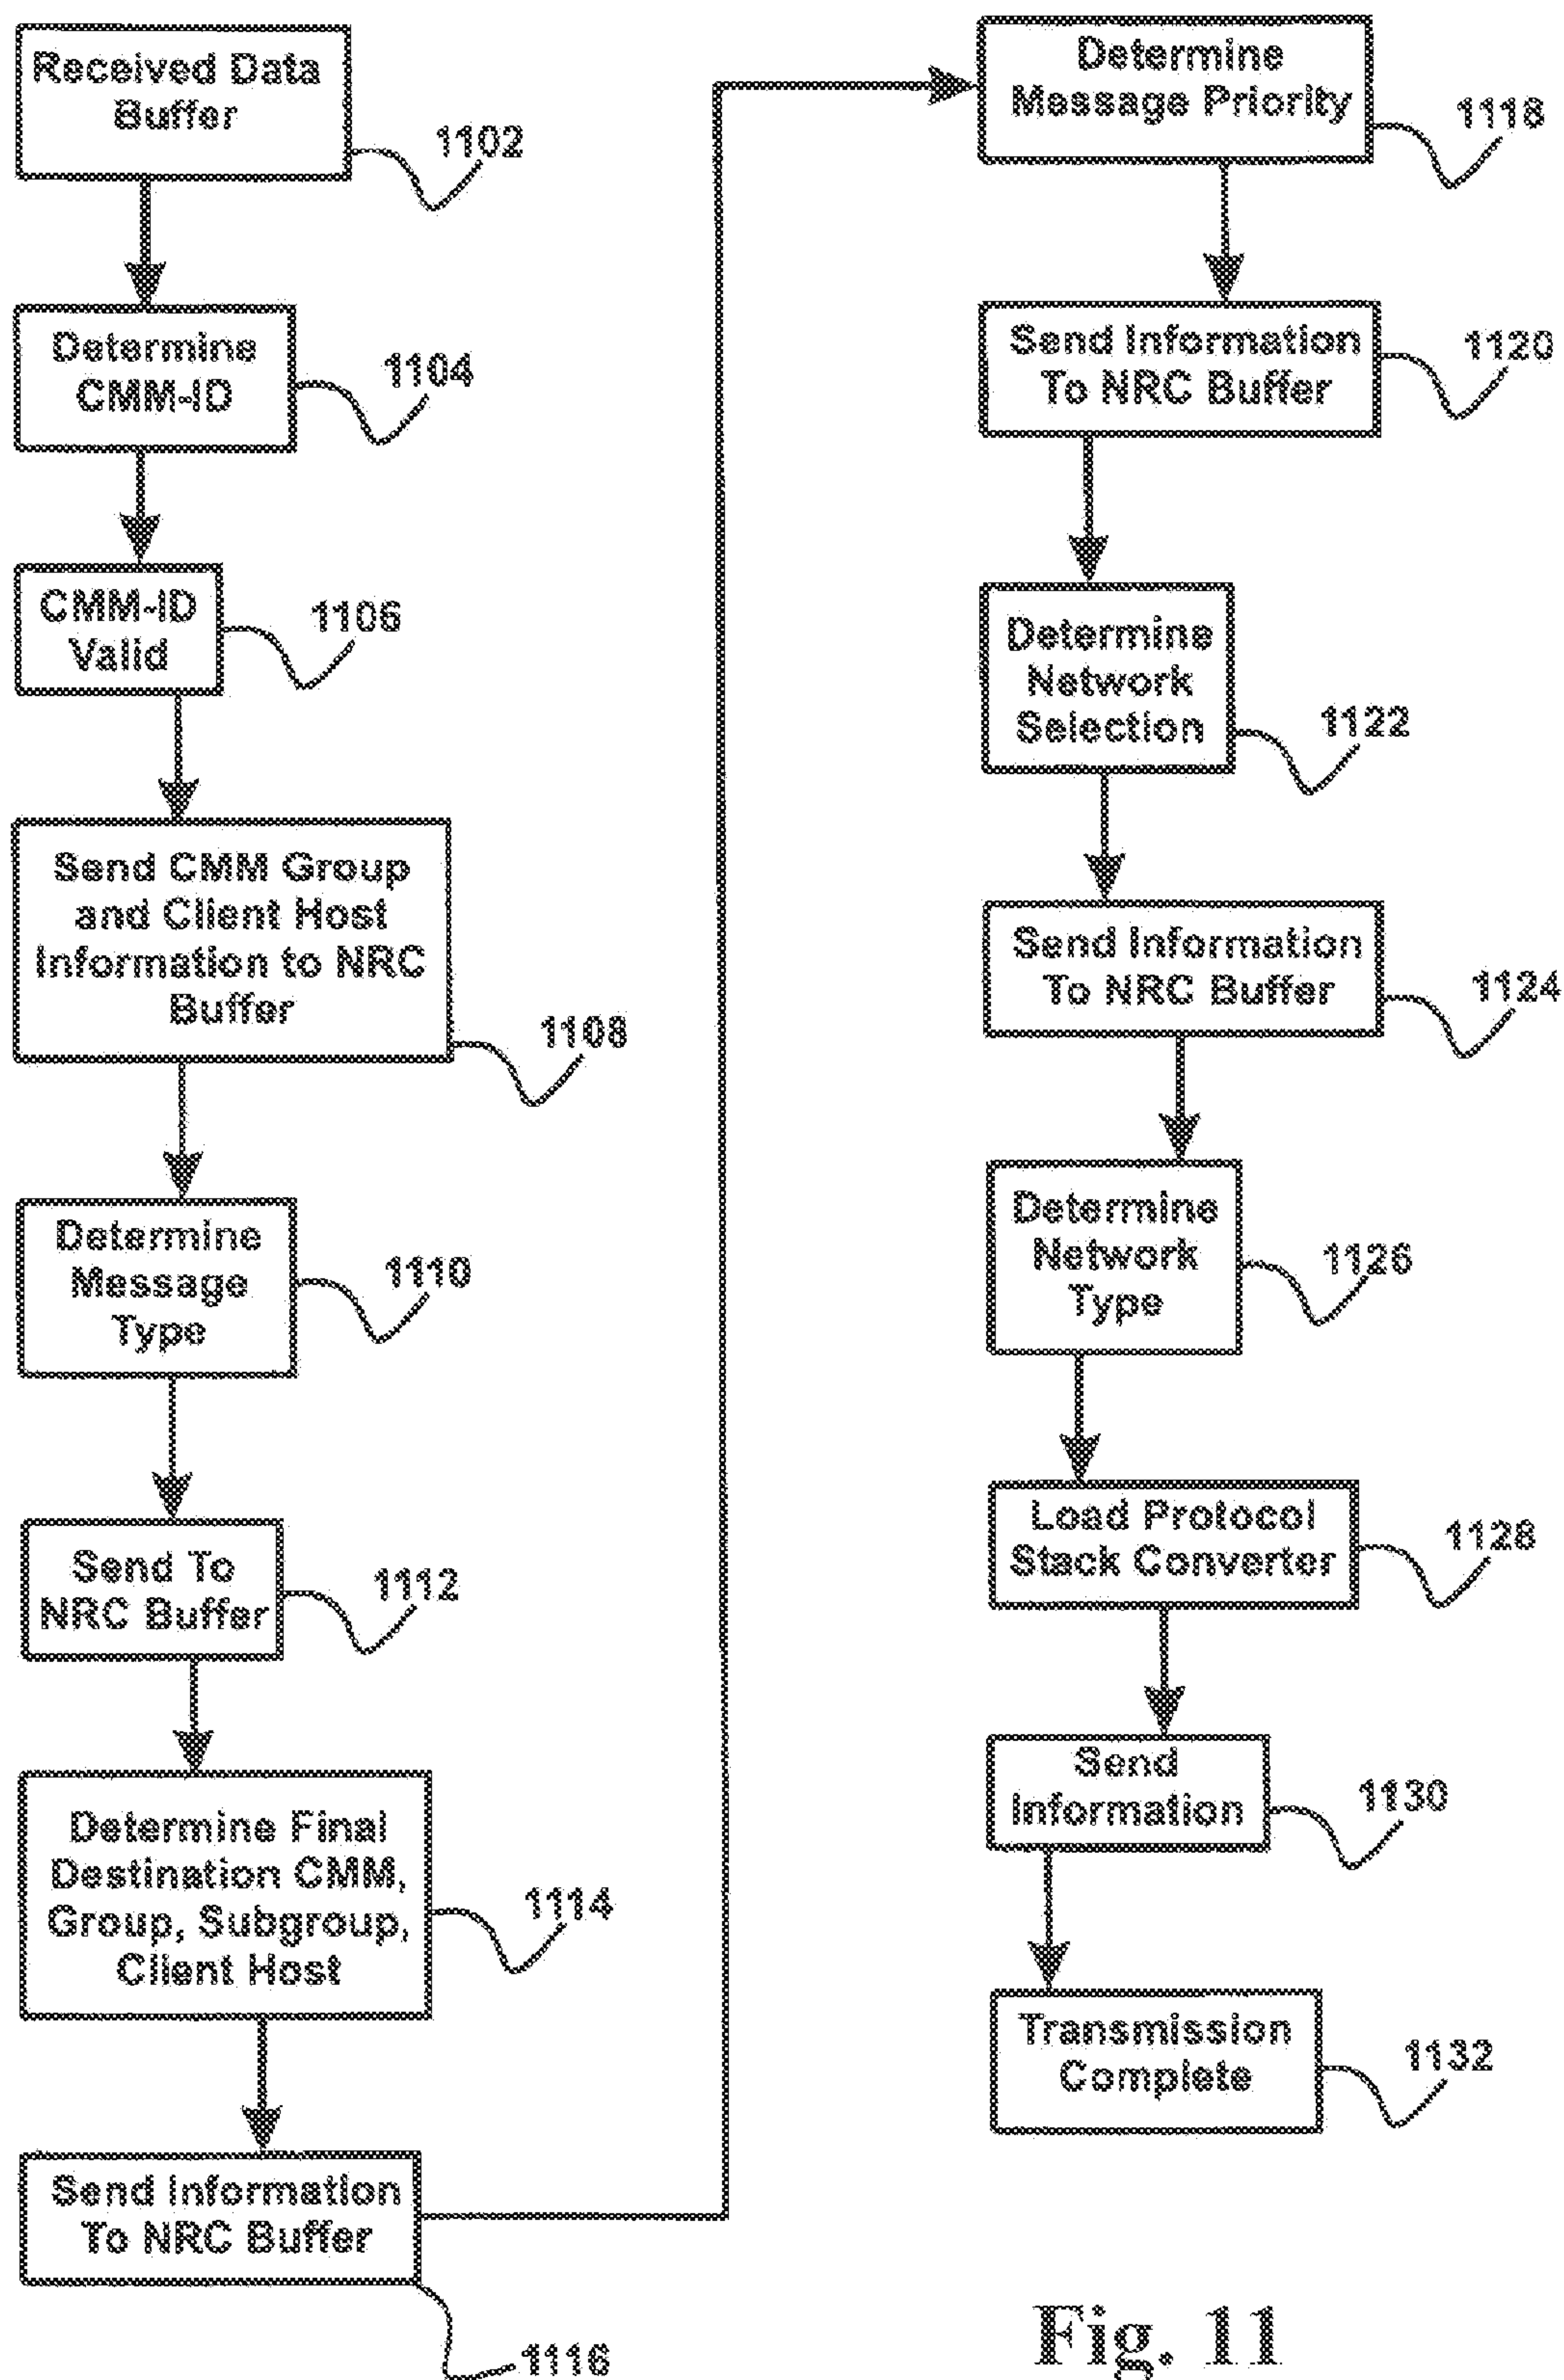 Received Data
Buffer
1102
Determine
CMM-ID
1104
CMM-ID
Valid
1106
Send CMM Group
and Client Host
Information to NRC
Buffer
1108
Determine
Message
Type
1110
Send To
NRC Buffer
1112
Determine Final
Destination CMM,
Group, Subgroup,
Client Host
1114
Send Information
To NRC Buffer
1116
Determine
Message Priority
1118
Send Information
To NRC Buffer
1120
Determine
Network
Selection
1122
Send Information
To NRC Buffer
1124
Determine
Network
Type
1126
Load Protocol
Stack Converter
1128
Send
Information
1130
Transmission
Complete
1132
Fig. 11